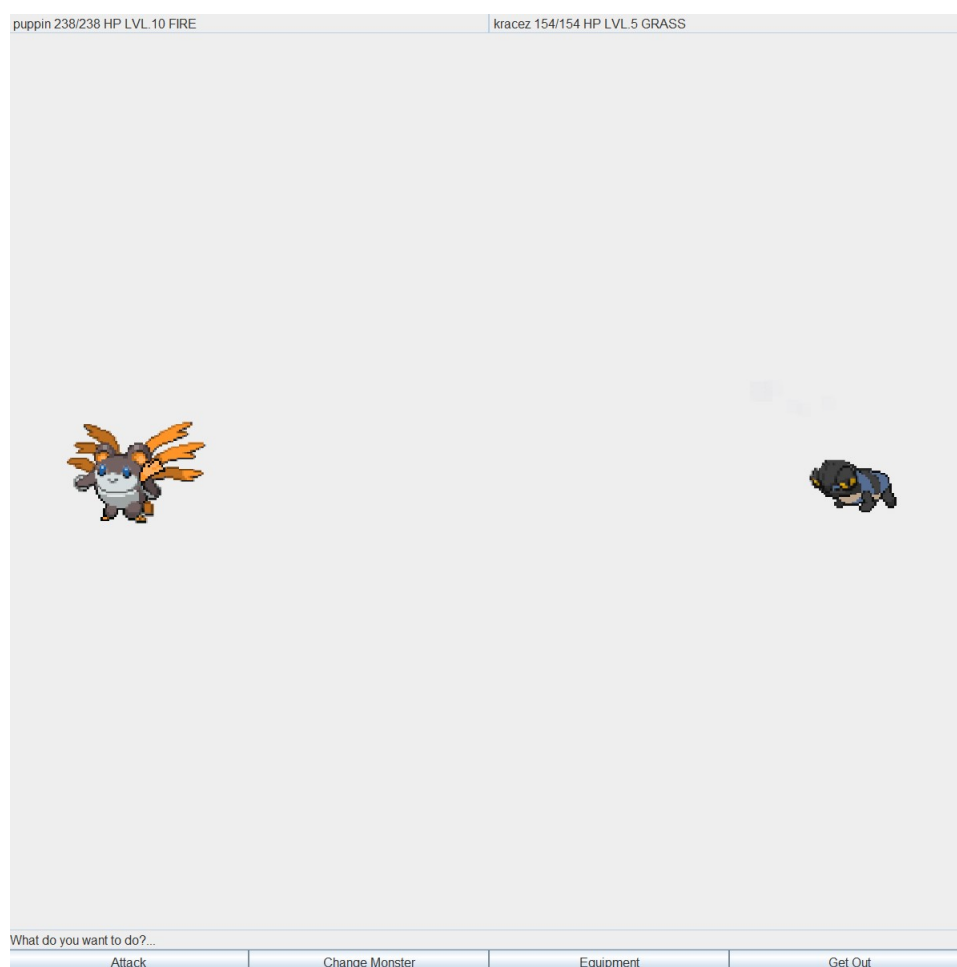 puppin 238/238 HP LVL.10 FIRE
kracez 154/154 HP LVL.5 GRASS
What do you want to do?...
Attack
Change Monster
Equipment
Get Out